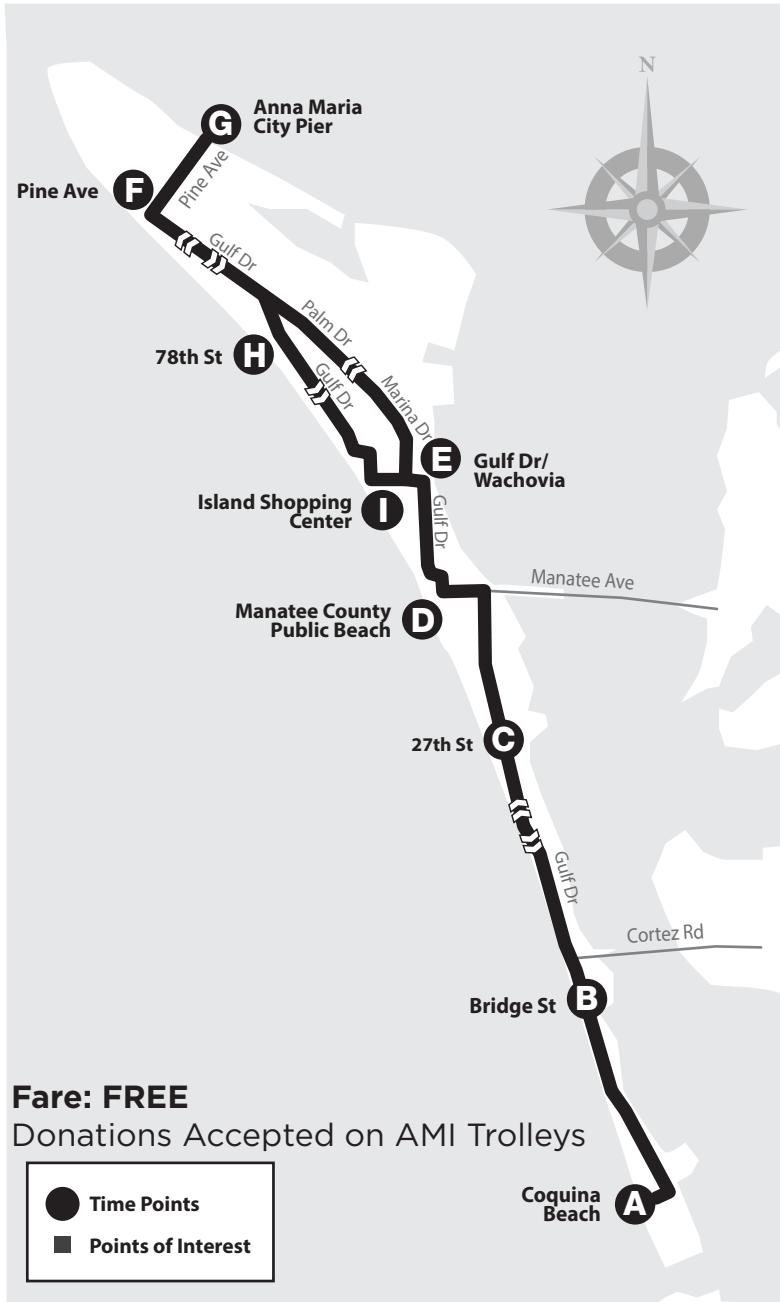 N
G
Anna Maria
City Pier
Pine Ave
F
Pine Ave
Gulf Dr
Palm Dr
78th St
H
Gulf Dr
Marina Dr
E
Gulf Dr/
Wachovia
Island Shopping
Center
I
Gulf Dr
Manatee Ave
Manatee County
Public Beach
D
27th St
C
Gulf Dr
Cortez Rd
Bridge St
B
Fare: FREE
Donations Accepted on AMI Trolleys
Coquina
Beach
A
Time Points
Points of Interest